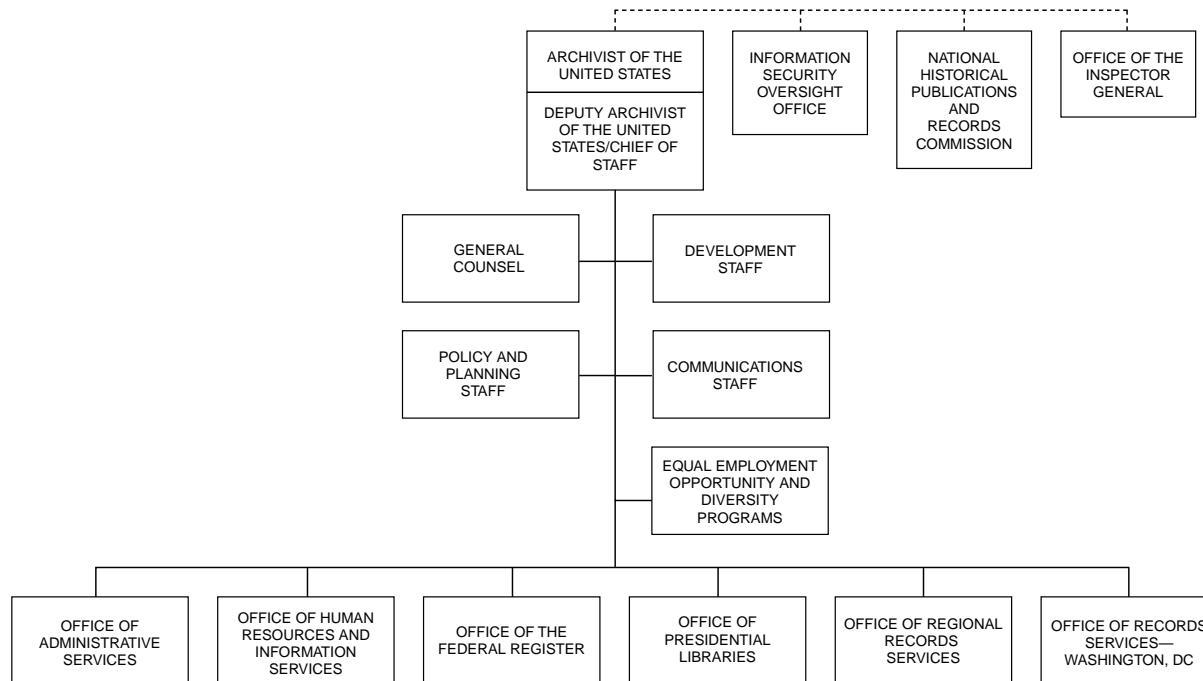 ARCHIVIST OF THE
UNITED STATES
DEPUTY ARCHIVIST
OF THE UNITED
STATES/CHIEF OF
STAFF
INFORMATION
SECURITY
OVERSIGHT
OFFICE
NATIONAL
HISTORICAL
PUBLICATIONS
AND
RECORDS
COMMISSION
OFFICE OF THE
INSPECTOR
GENERAL
GENERAL
COUNSEL
DEVELOPMENT
STAFF
POLICY AND
PLANNING
STAFF
COMMUNICATIONS
STAFF
EQUAL EMPLOYMENT
OPPORTUNITY AND
DIVERSITY
PROGRAMS
OFFICE OF
ADMINISTRATIVE
SERVICES
OFFICE OF HUMAN
RESOURCES AND
INFORMATION
SERVICES
OFFICE OF THE
FEDERAL REGISTER
OFFICE OF
PRESIDENTIAL
LIBRARIES
OFFICE OF REGIONAL
RECORDS
SERVICES
OFFICE OF RECORDS
SERVICES—
WASHINGTON, DC